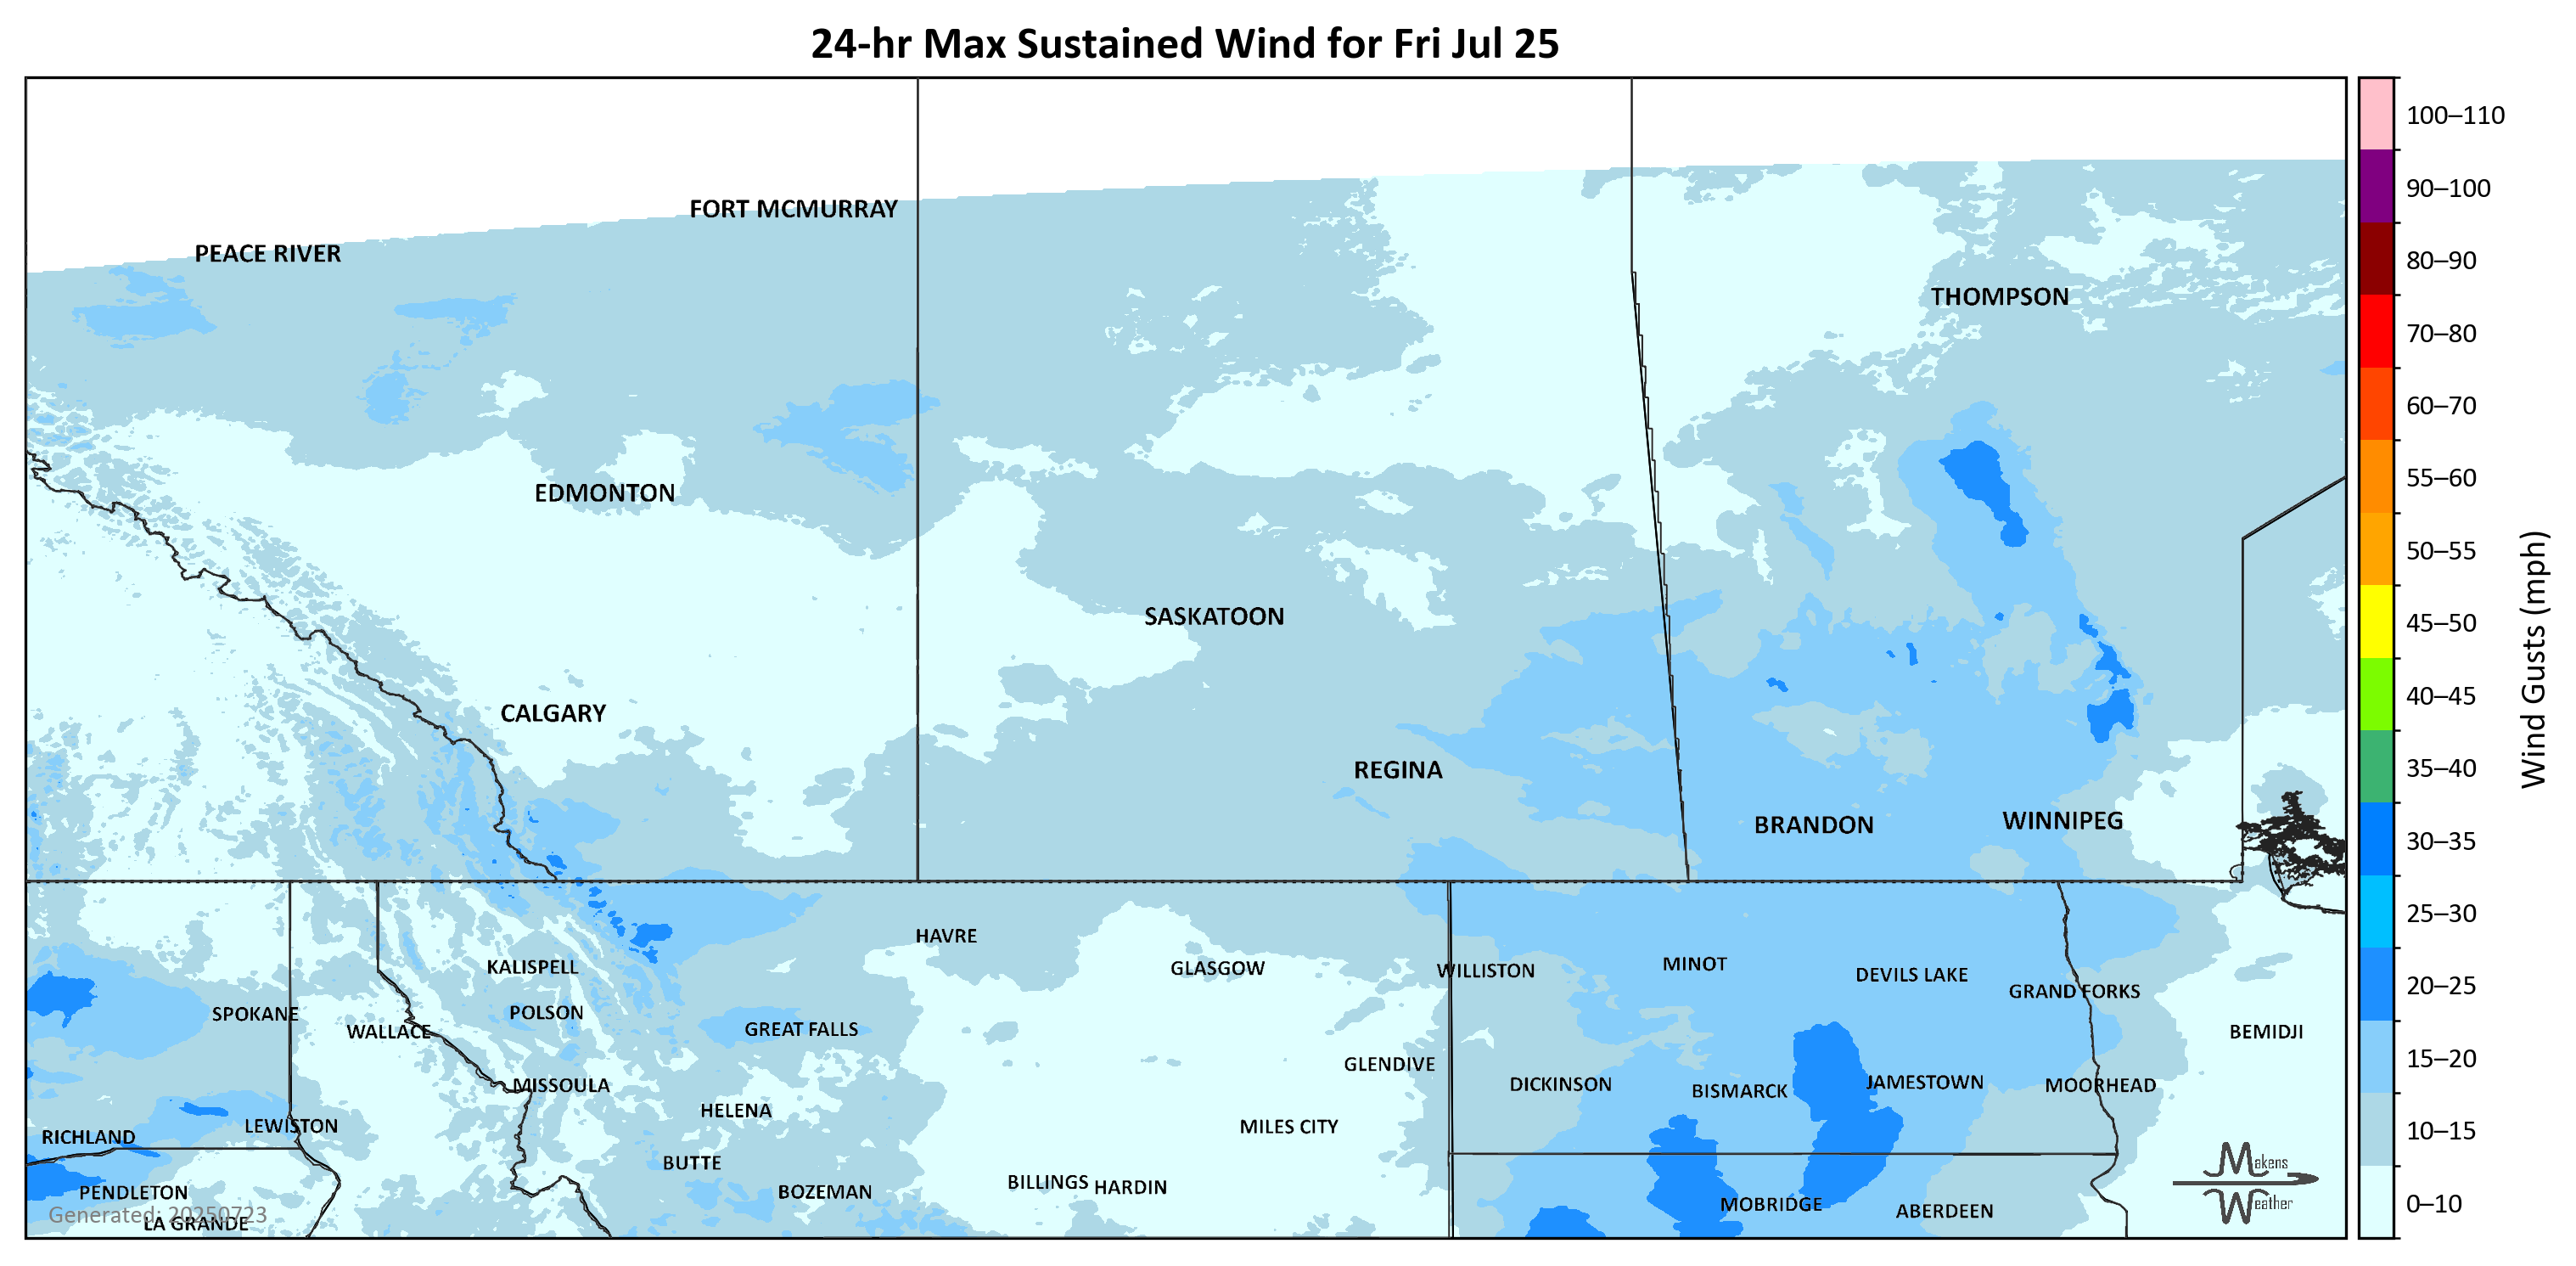 24-hr Max Sustained Wind for Fri Jul 25
100–110
90–100
80–90
70–80
60–70
55–60
50–55
45–50
40–45
35–40
30–35
25–30
20–25
15–20
10–15
0–10
Wind Gusts (mph)
FORT MCMURRAY
PEACE RIVER
THOMPSON
EDMONTON
SASKATOON
CALGARY
REGINA
BRANDON
WINNIPEG
HAVRE
KALISPELL
GLASGOW
WILLISTON
MINOT
DEVILS LAKE
GRAND FORKS
SPOKANE
POLSON
WALLACE
GREAT FALLS
BEMIDJI
GLENDIVE
MISSOULA
DICKINSON
BISMARCK
JAMESTOWN
MOORHEAD
HELENA
LEWISTON
MILES CITY
RICHLAND
BUTTE
BILLINGS
HARDIN
PENDLETON
BOZEMAN
MOBRIDGE
ABERDEEN
Generated: 20250723
LA GRANDE
Makens
Weather